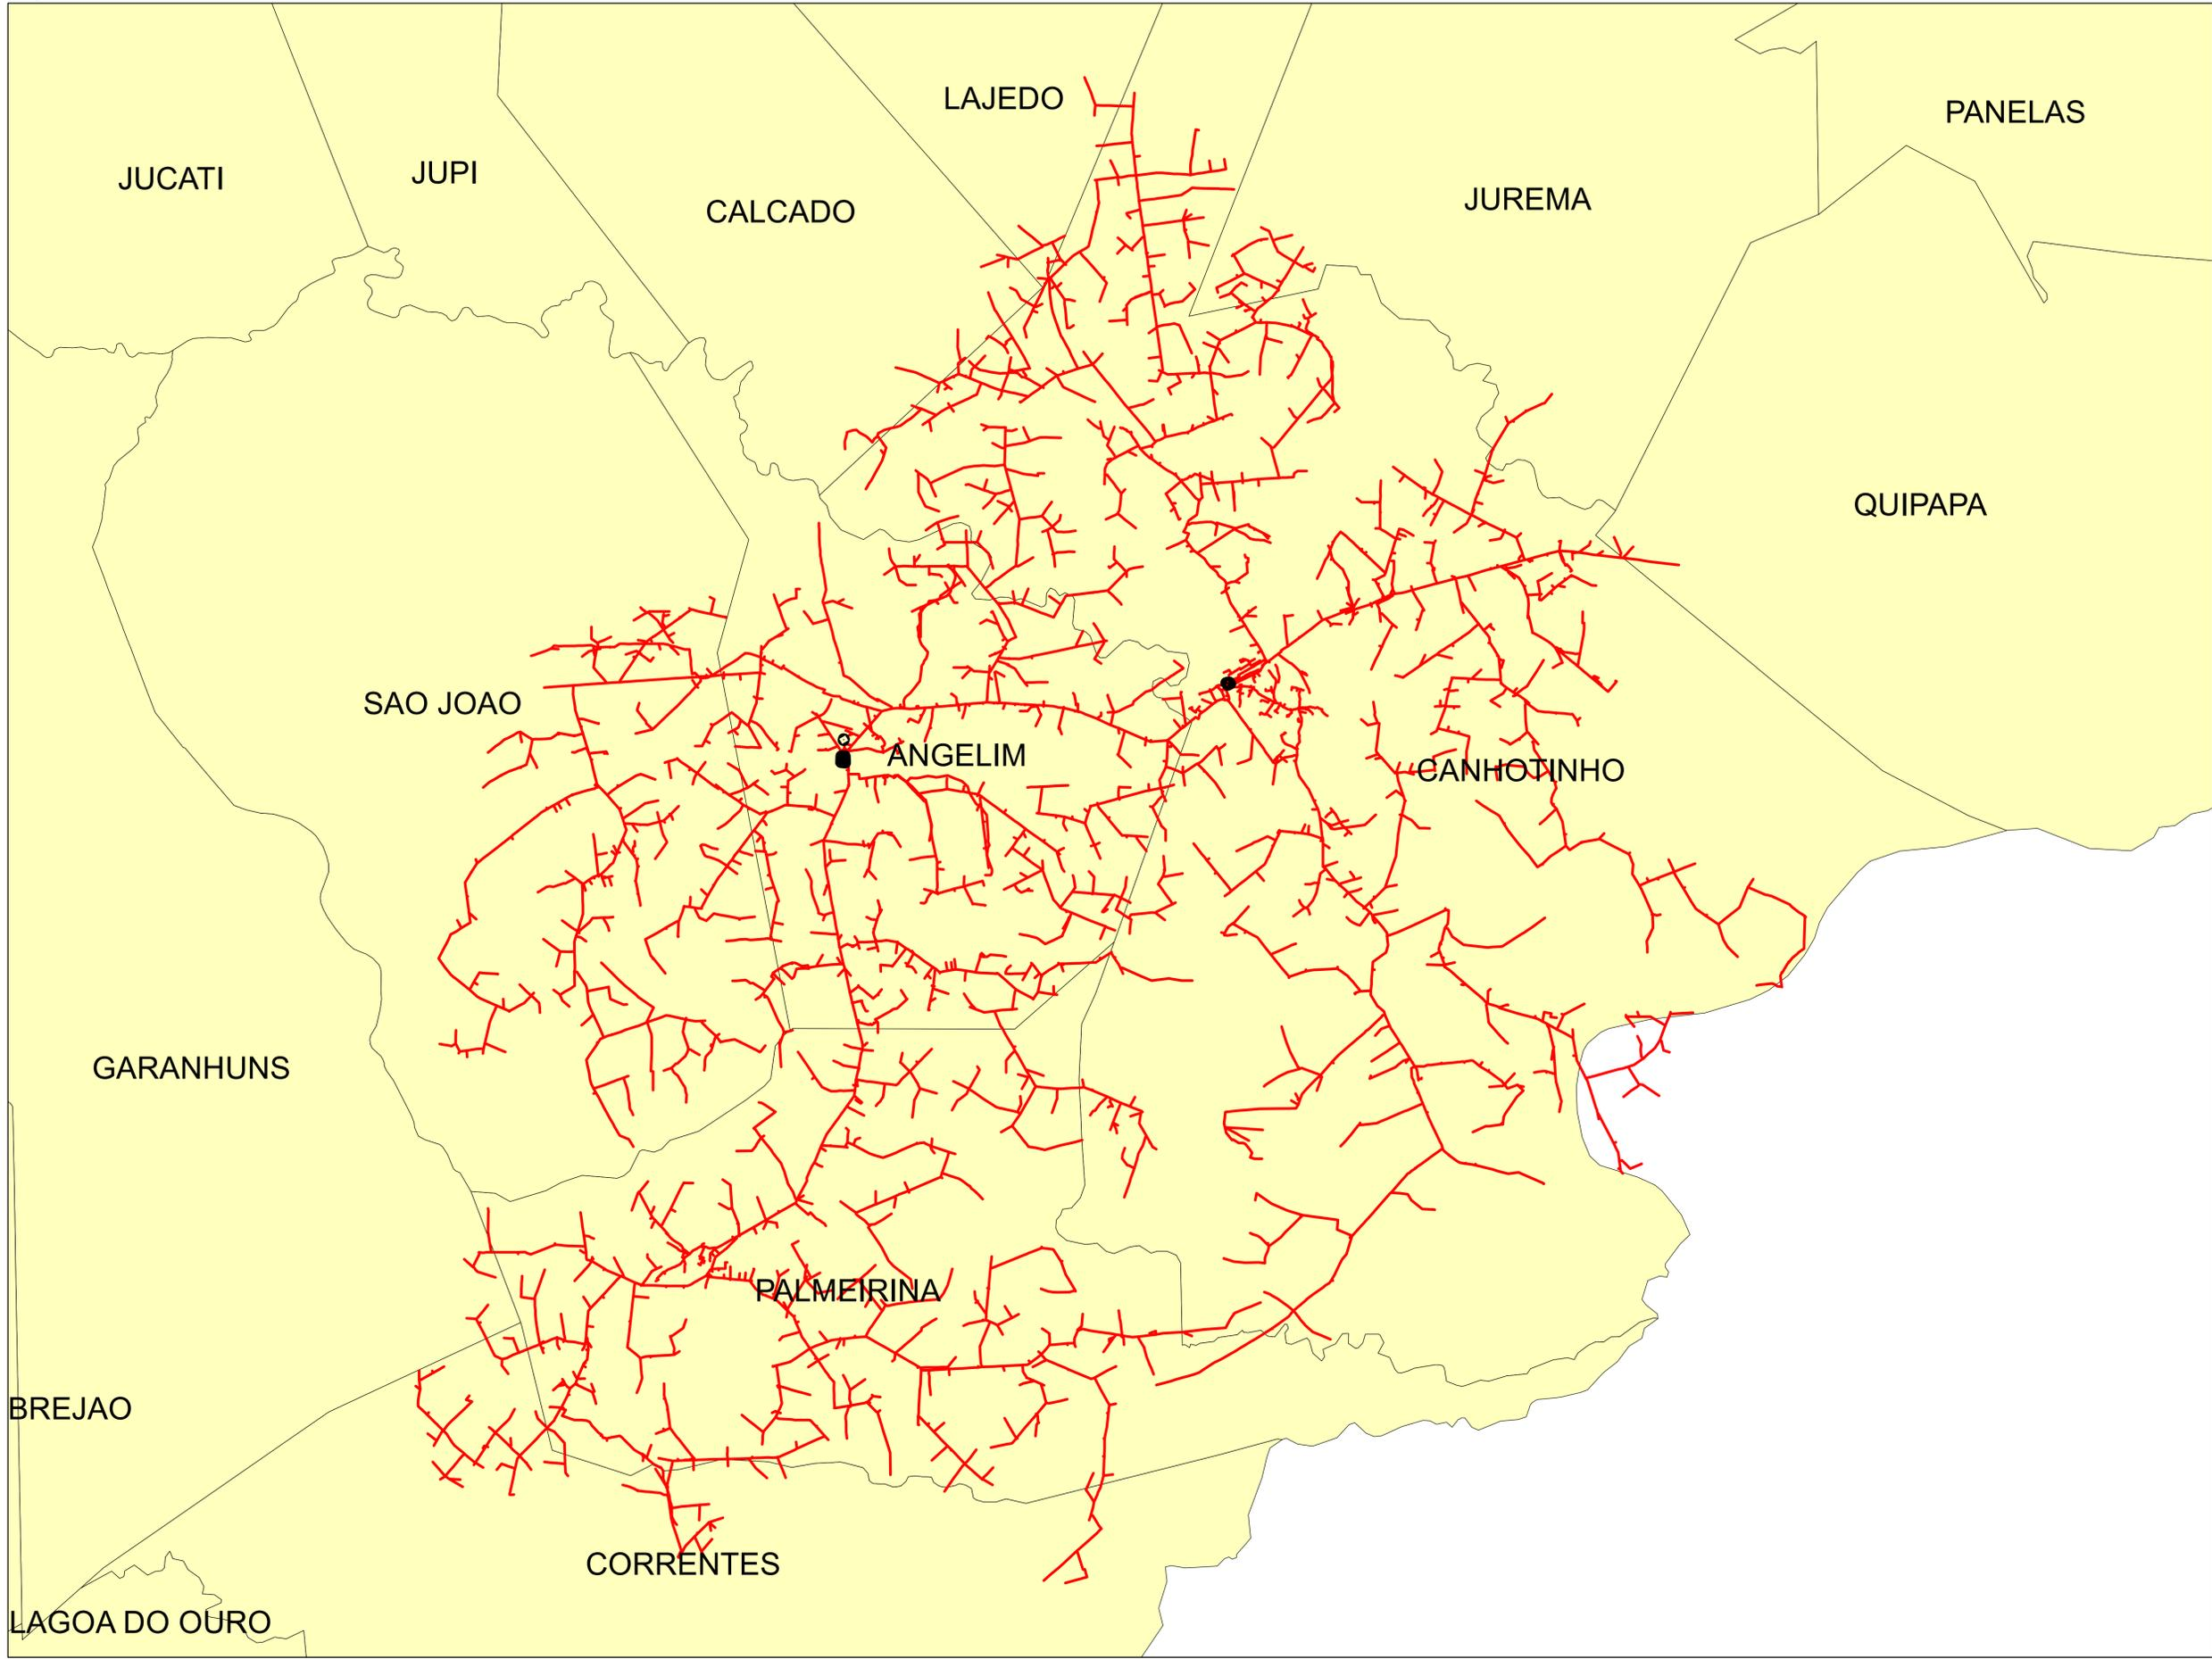 LAJEDO
PANELAS
JUCATI
JUPI
CALCADO
JUREMA
QUIPAPA
SAO JOAO
ANGELIM
CANHOTINHO
GARANHUNS
PALMEIRINA
BREJAO
CORRENTES
LAGOA DO OURO